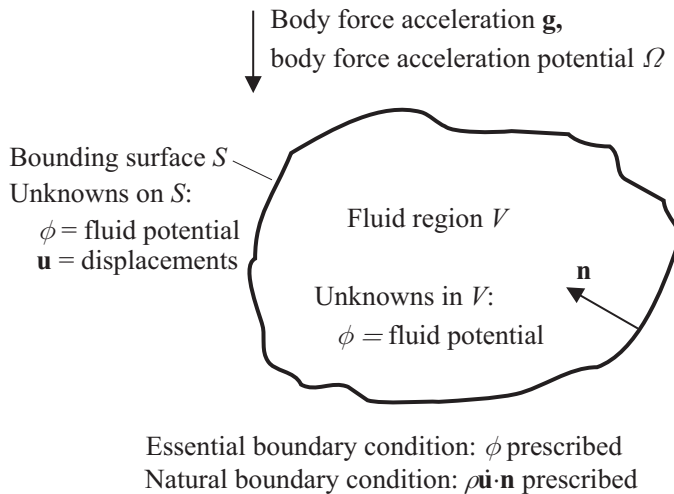 Body force acceleration g,
body force acceleration potential Ω
Bounding surface S
Unknowns on S:
ϕ = fluid potential
u = displacements
Fluid region V
n
Unknowns in V:
ϕ = fluid potential
Essential boundary condition: ϕ prescribed
Natural boundary condition: ρu̇·n prescribed